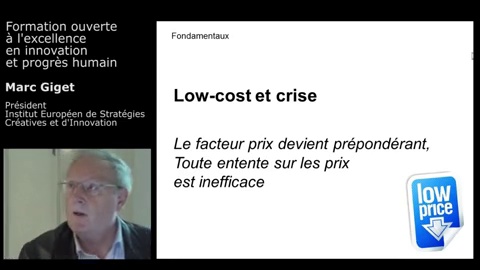 Formation ouverte
à l'excellence
en innovation
et progrès humain
Marc Giget
Président
Institut Européen de Stratégies
Créatives et d'Innovation
Fondamentaux
Low-cost et crise
Le facteur prix devient prépondérant,
Toute entente sur les prix
est inefficace
low
price